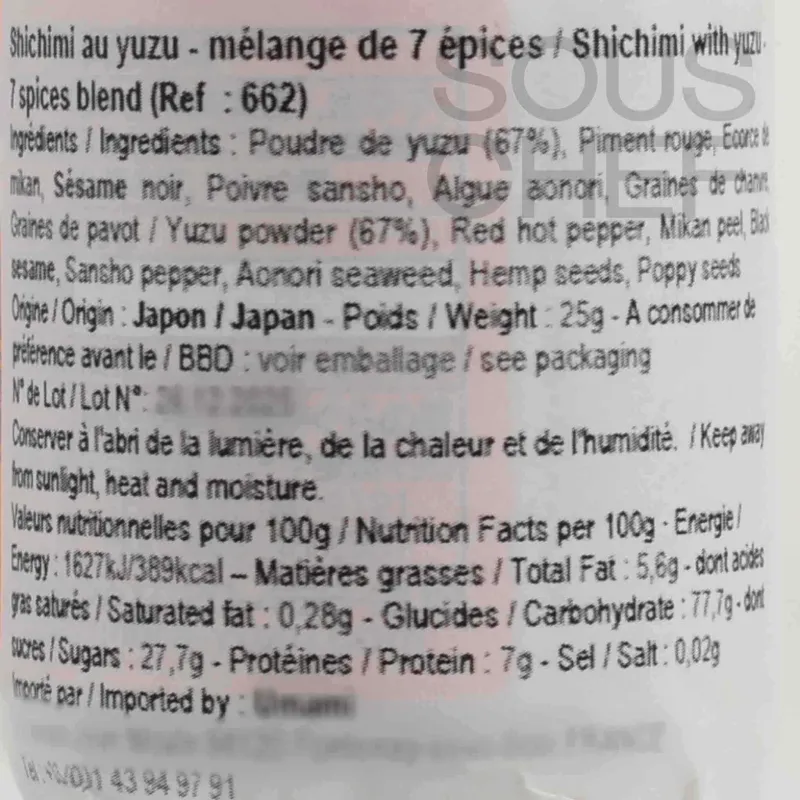 Shichimi au yuzu - mélange de 7 épices / Shichimi with yuzu -
7 spices blend (Ref : 662)
Ingrédients / Ingredients : Poudre de yuzu (67%), Piment rouge, Ecorce de
mikan, Sésame noir, Poivre sansho, Algue aonori, Graines de chanvre,
Graines de pavot / Yuzu powder (67%), Red hot pepper, Mikan peel, Black
sesame, Sansho pepper, Aonori seaweed, Hemp seeds, Poppy seeds
Origine / Origin : Japon / Japan - Poids / Weight : 25g - A consommer de
préférence avant le / BBD : voir emballage / see packaging
N° de Lot / Lot N°:
Conserver à l'abri de la lumière, de la chaleur et de l'humidité. / Keep away
from sunlight, heat and moisture.
Valeurs nutritionnelles pour 100g / Nutrition Facts per 100g - Energie /
Energy : 1627kJ/389kcal – Matières grasses / Total Fat : 5,6g - dont acides
gras saturés / Saturated fat : 0,28g - Glucides / Carbohydrate : 77,7g - dont
sucres / Sugars : 27,7g - Protéines / Protein : 7g - Sel / Salt : 0,02g
Importé par / Imported by : Umami
43 94 97 91
SOUS
CHEF